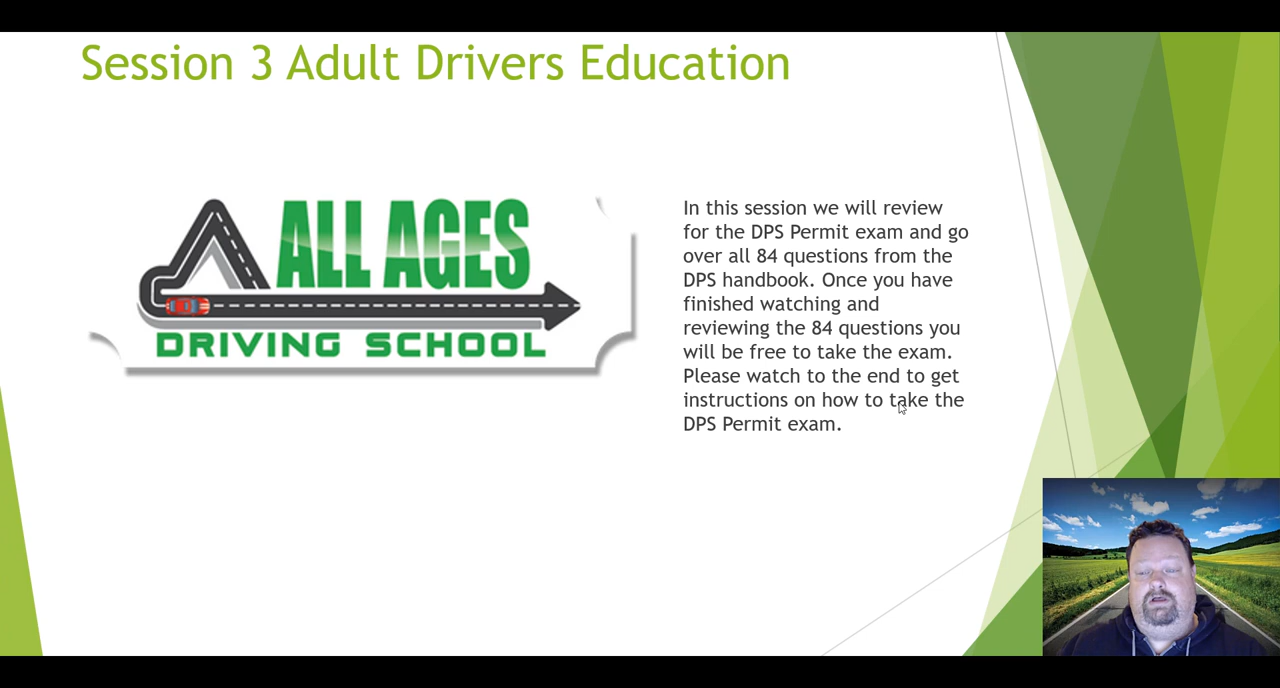 Session 3 Adult Drivers Education
ALL AGES
DRIVING SCHOOL
In this session we will review
for the DPS Permit exam and go
over all 84 questions from the
DPS handbook. Once you have
finished watching and
reviewing the 84 questions you
will be free to take the exam.
Please watch to the end to get
instructions on how to take the
DPS Permit exam.